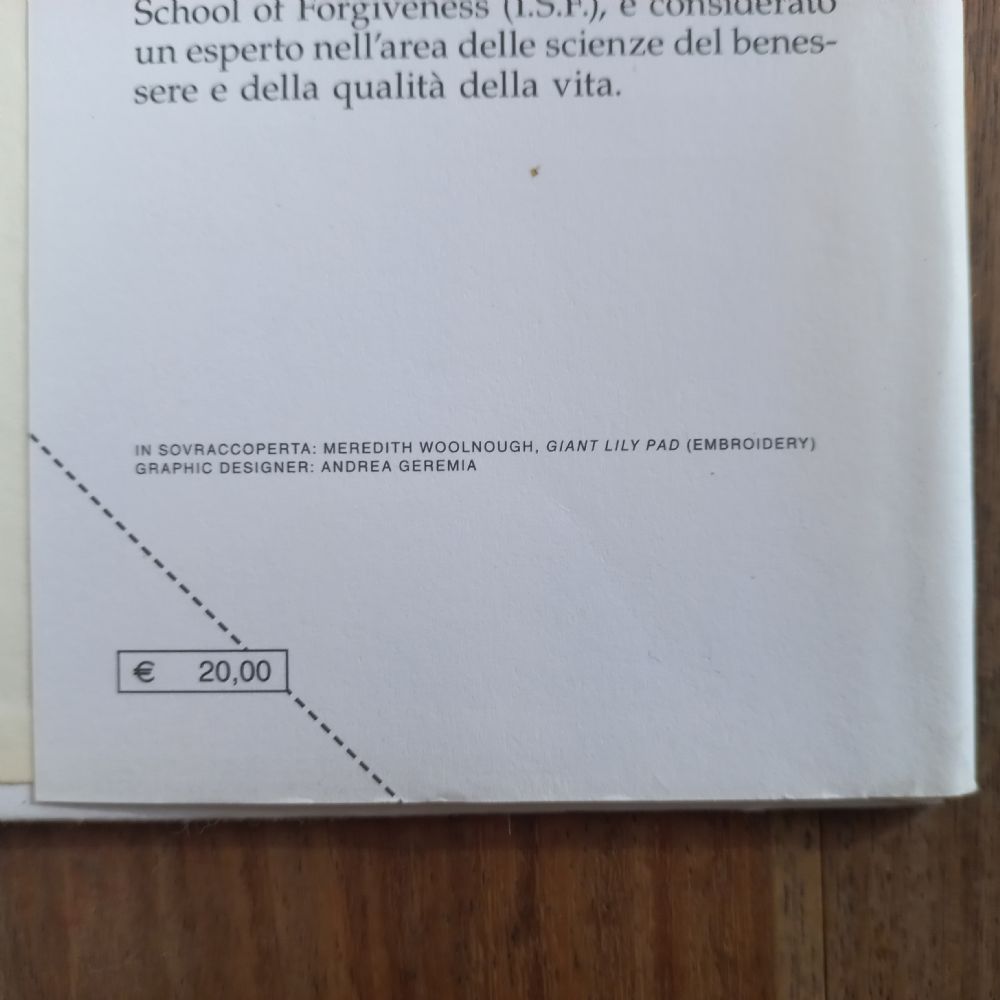 School of Forgiveness (I.S.F.), è considerato
un esperto nell'area delle scienze del benes-
sere e della qualità della vita.
IN SOVRACCOPERTA: MEREDITH WOOLNOUGH, GIANT LILY PAD (EMBROIDERY)
GRAPHIC DESIGNER: ANDREA GEREMIA
€ 20,00